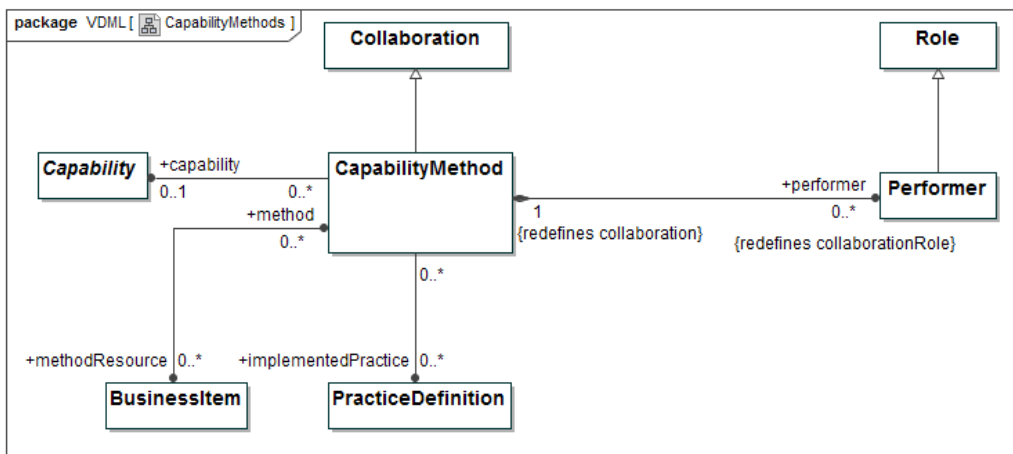 package VDML [ CapabilityMethods ]
Collaboration
Role
Capability
+capability
0..1
0..*
CapabilityMethod
+performer
Performer
1
0..*
{redefines collaboration}
{redefines collaborationRole}
+method
0..*
0..*
+methodResource
0..*
+implementedPractice
0..*
BusinessItem
PracticeDefinition